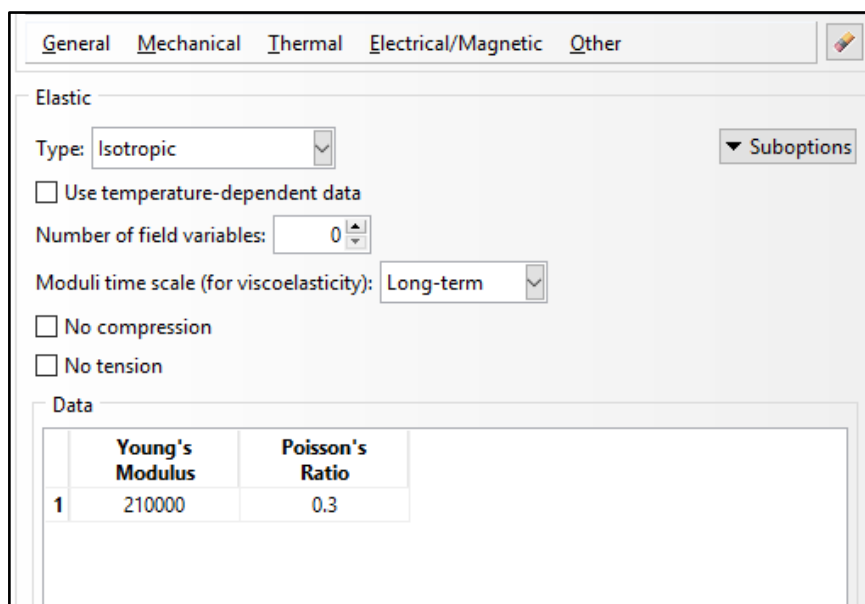 General Mechanical Thermal Electrical/Magnetic Other
Elastic
Type: Isotropic
Suboptions
Use temperature-dependent data
Number of field variables: 0
Moduli time scale (for viscoelasticity): Long-term
No compression
No tension
Data
Young's Modulus Poisson's Ratio
1 210000 0.3